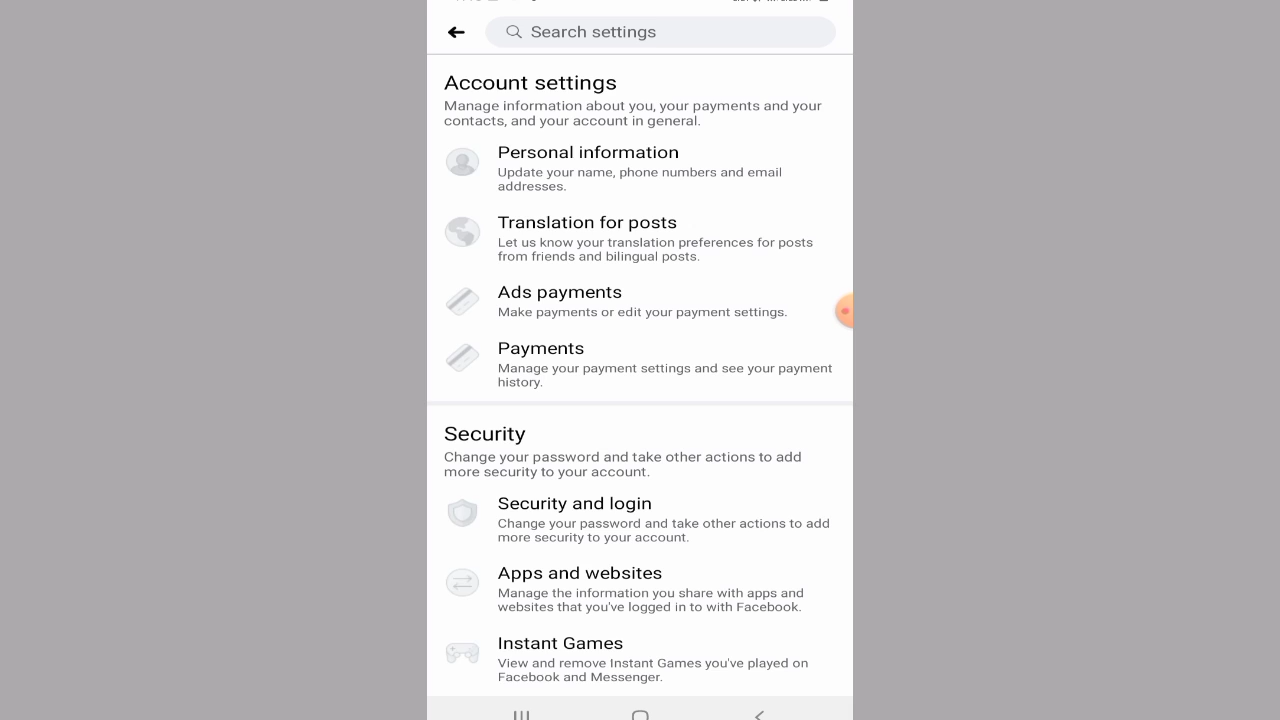 Search settings
Account settings
Manage information about you, your payments and your
contacts, and your account in general.
Personal information
Update your name, phone numbers and email
addresses.
Translation for posts
Let us know your translation preferences for posts
from friends and bilingual posts.
Ads payments
Make payments or edit your payment settings.
Payments
Manage your payment settings and see your payment
history.
Security
Change your password and take other actions to add
more security to your account.
Security and login
Change your password and take other actions to add
more security to your account.
Apps and websites
Manage the information you share with apps and
websites that you've logged in to with Facebook.
Instant Games
View and remove Instant Games you've played on
Facebook and Messenger.